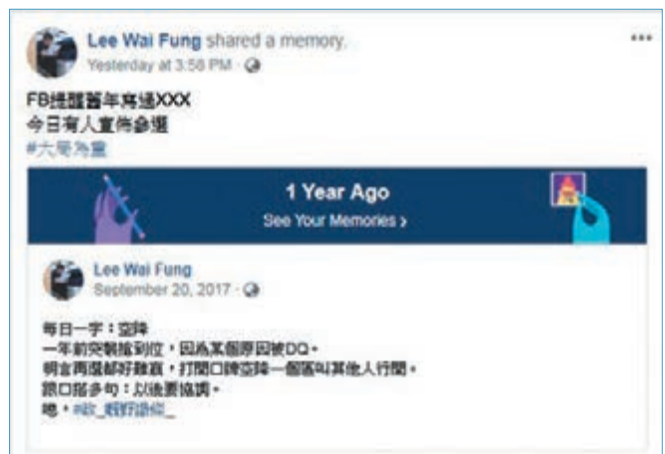 Lee Wai Fung shared a memory.
Yesterday at 3:58 PM
FB提醒舊年寫過XXX
今日有人宣佈參選
#大局為重
1 Year Ago
See Your Memories ›
Lee Wai Fung
September 20, 2017
每日一字：空降
一年前突襲搶到位，因為某個原因被DQ。
明言再選都好難贏，打開口牌空降一個區叫其他人行開。
跟口搭多句：以後要協調。
嗯，